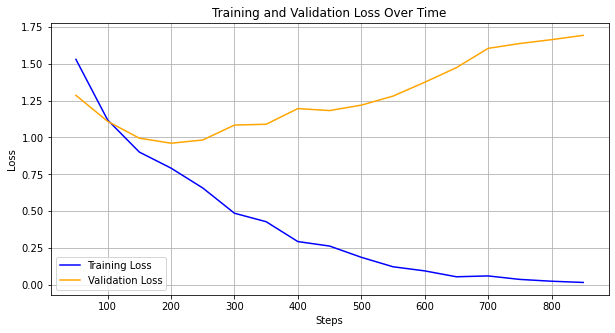 Training and Validation Loss Over Time
1.75
1.50
1.25
1.00
0.75
0.50
0.25
0.00
Loss
Training Loss
Validation Loss
100 200 300 400 500 600 700 800
Steps